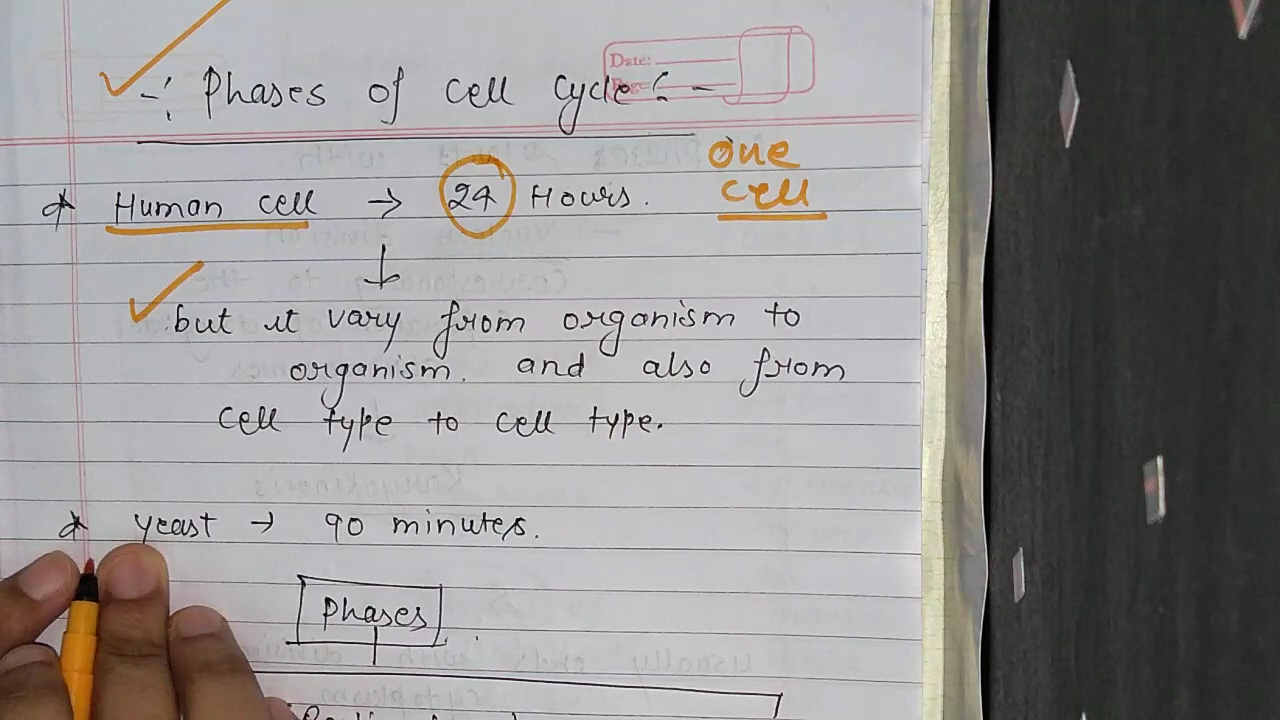 Date:
-: Phases of cell cycle :-
one
* Human cell → 24 Hours. cell
but it vary from organism to
organism. and also from
cell type to cell type.
* yeast → 90 minutes.
Phases